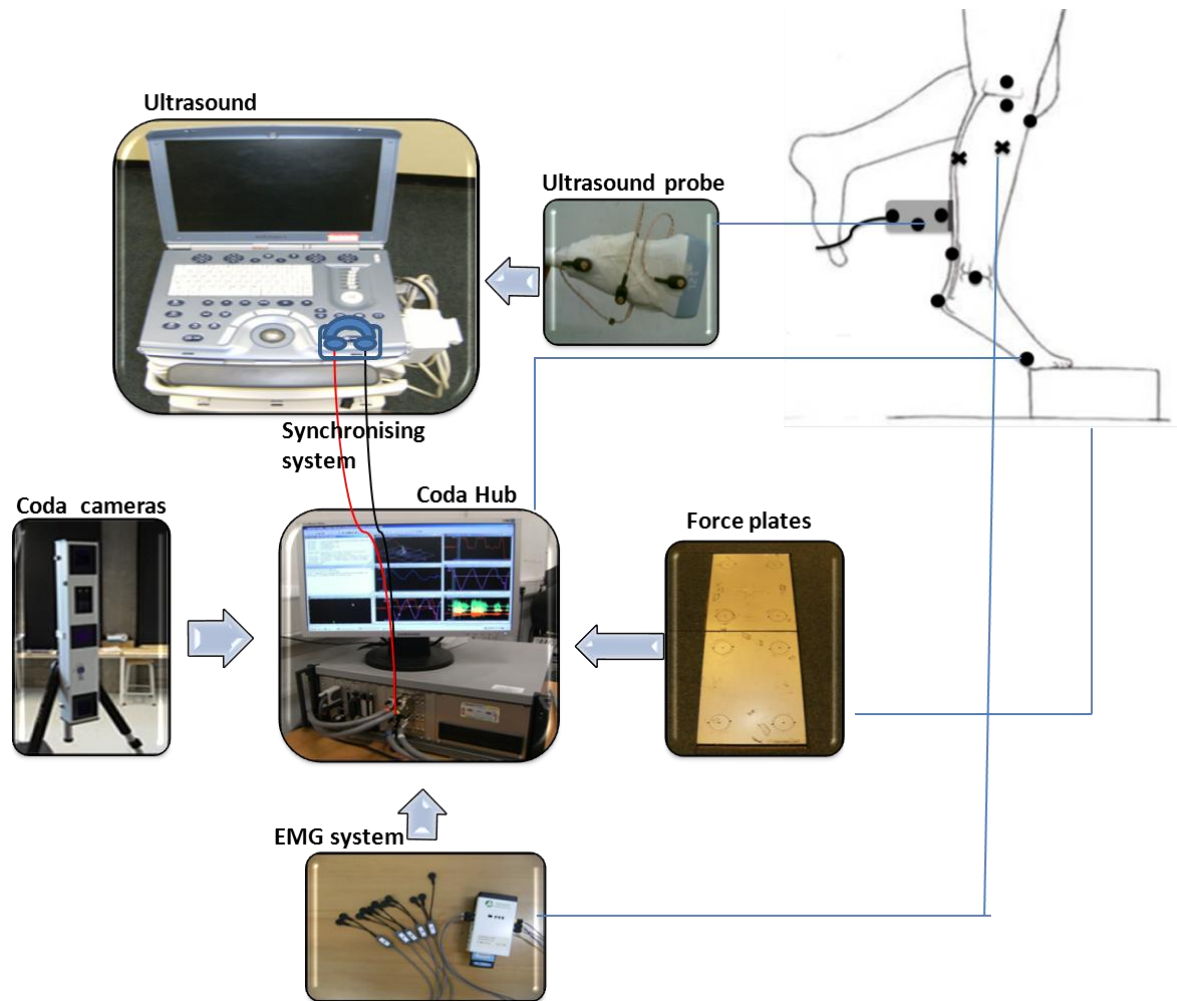 Ultrasound
Ultrasound probe
Synchronising
system
Coda cameras
Coda Hub
Force plates
EMG system